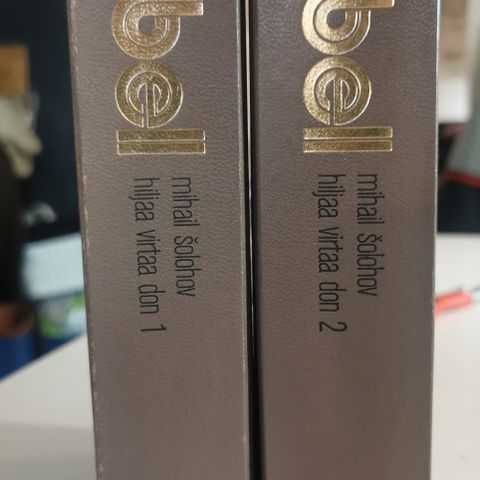 bell
mihail šolohov
hiljaa virtaa don 1
bell
mihail šolohov
hiljaa virtaa don 2